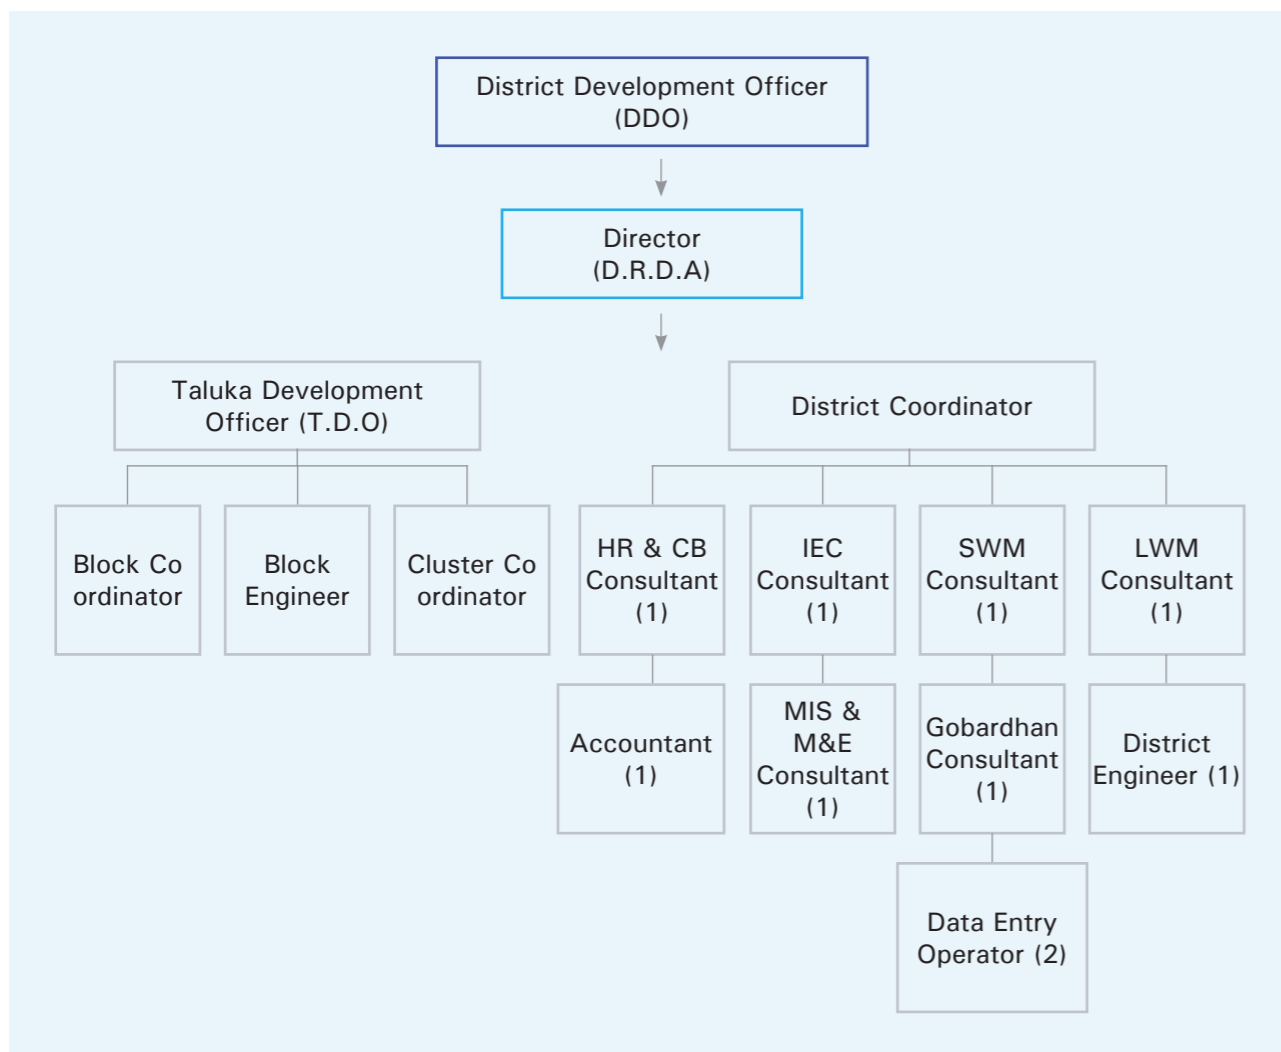 District Development Officer
(DDO)
Director
(D.R.D.A)
Taluka Development
Officer (T.D.O)
District Coordinator
Block Co
ordinator
Block
Engineer
Cluster Co
ordinator
HR & CB
Consultant
(1)
IEC
Consultant
(1)
SWM
Consultant
(1)
LWM
Consultant
(1)
Accountant
(1)
MIS &
M&E
Consultant
(1)
Gobardhan
Consultant
(1)
District
Engineer (1)
Data Entry
Operator (2)